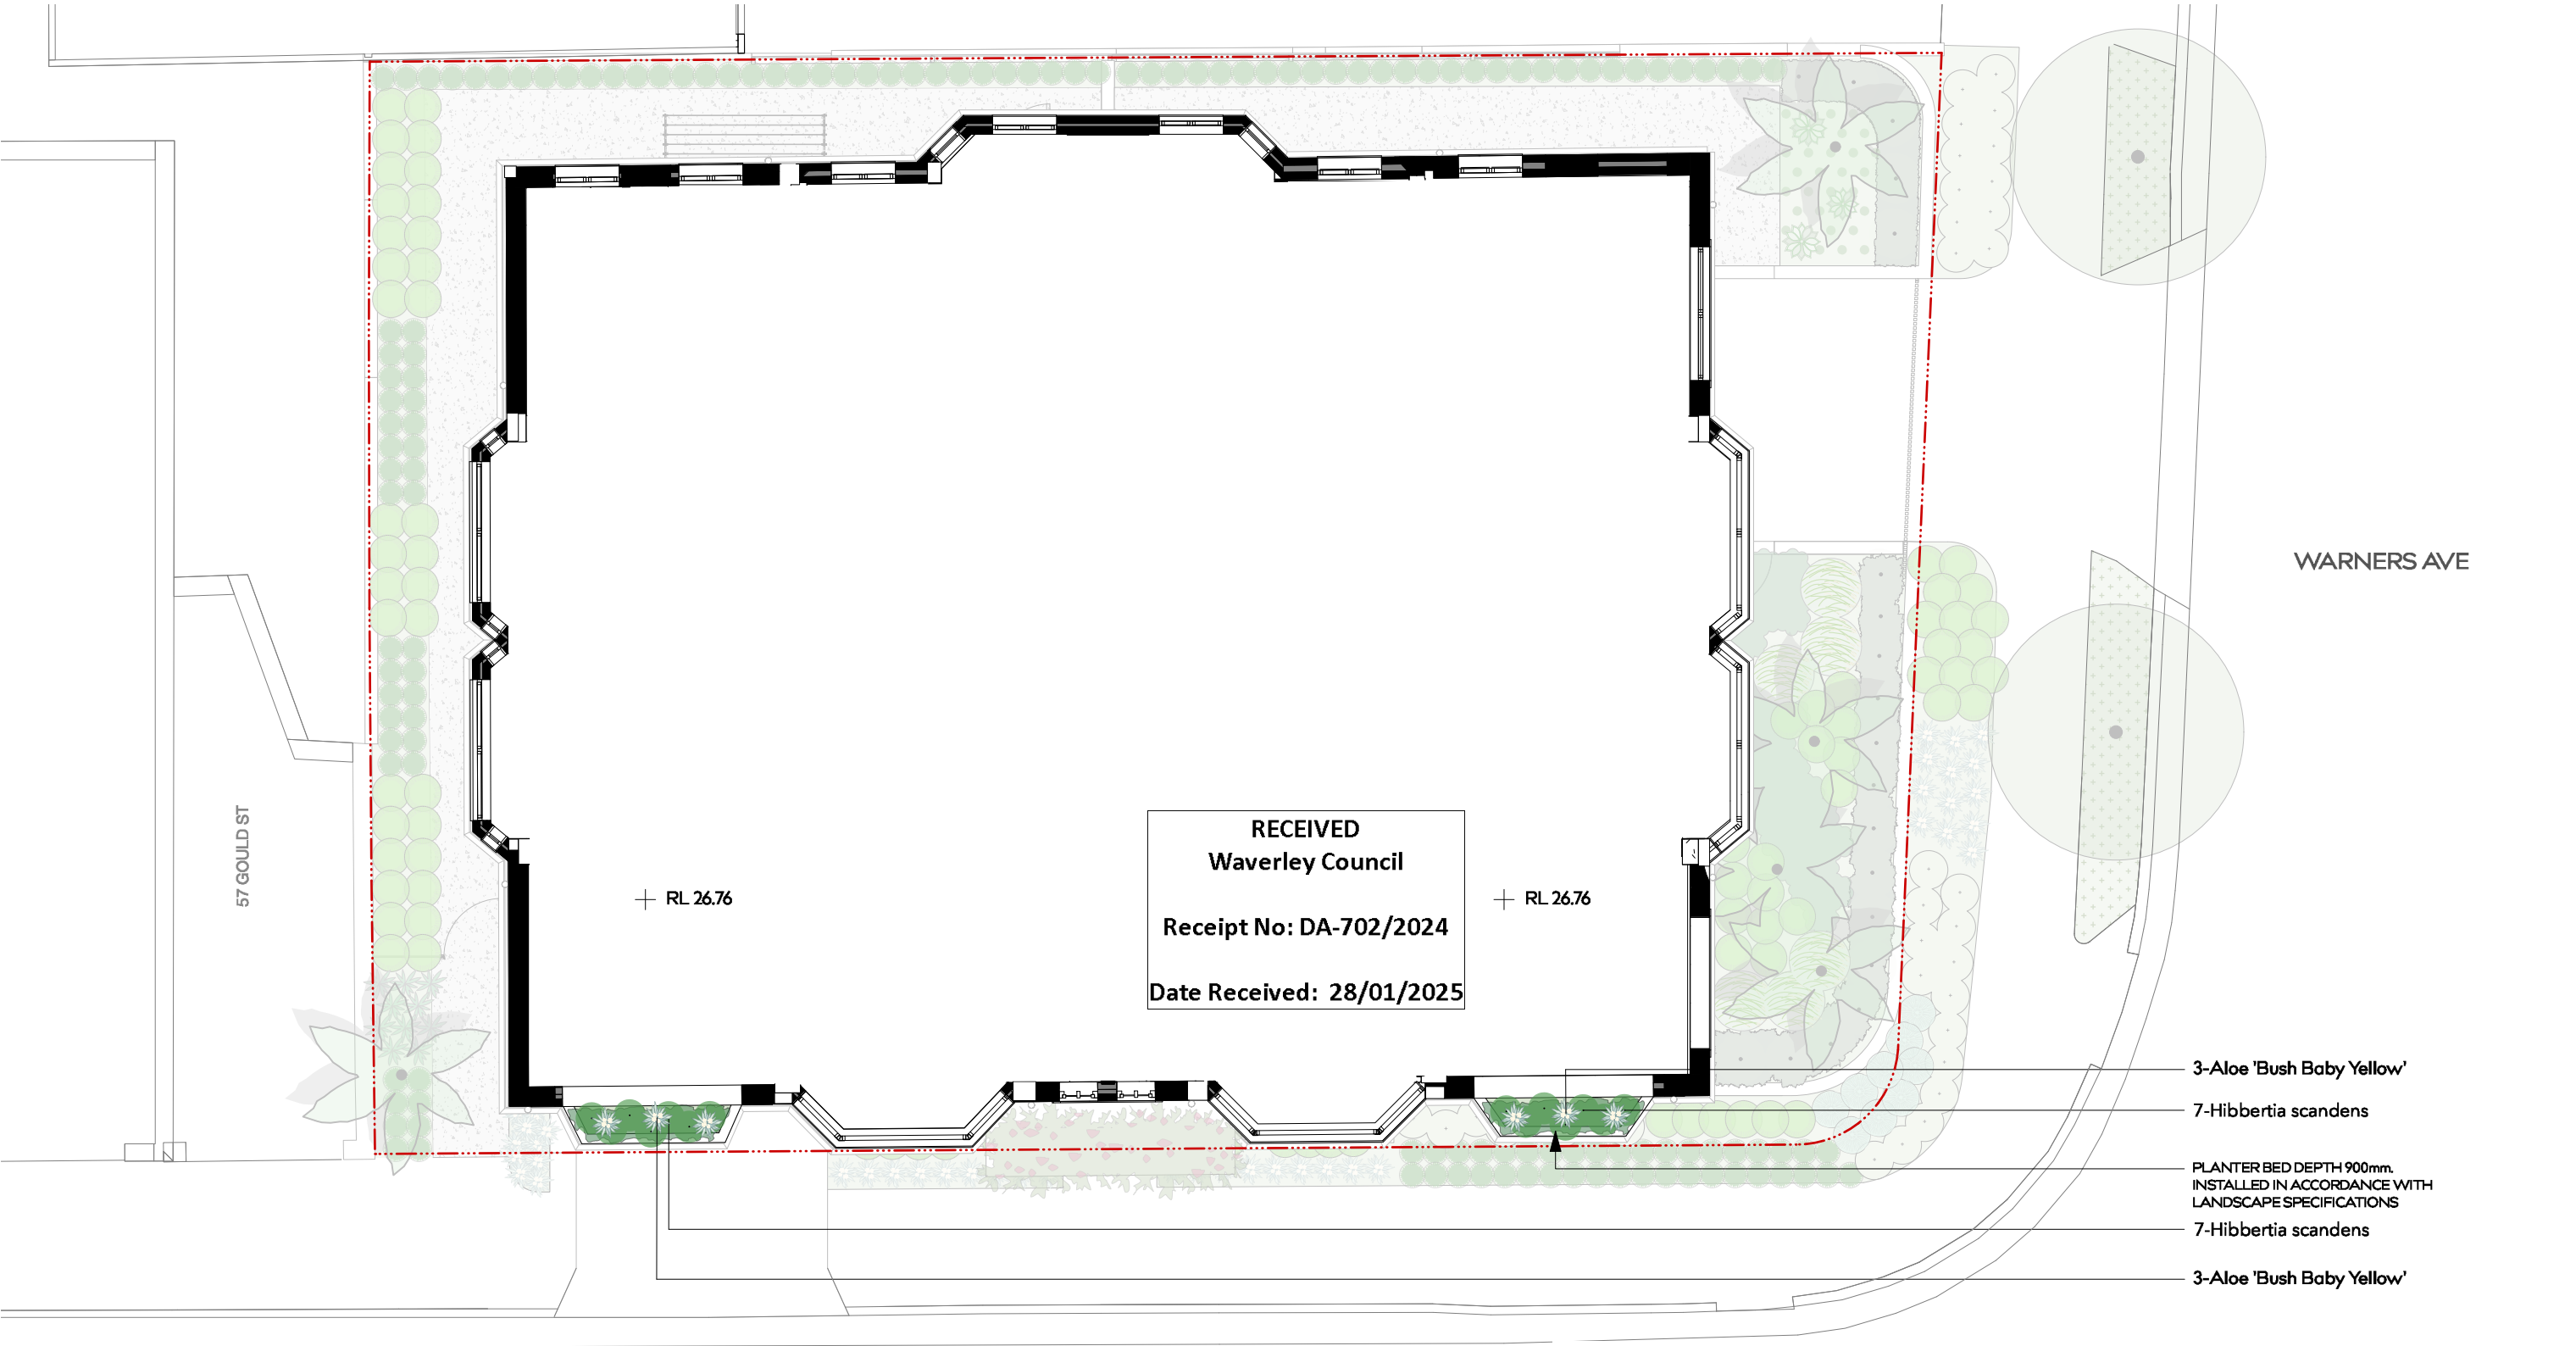 WARNERS AVE
57 GOULD ST
RECEIVED
Waverley Council
Receipt No: DA-702/2024
Date Received:  28/01/2025
RL 26.76
RL 26.76
3-Aloe 'Bush Baby Yellow'
7-Hibbertia scandens
PLANTER BED DEPTH 900mm.
INSTALLED IN ACCORDANCE WITH
LANDSCAPE SPECIFICATIONS
7-Hibbertia scandens
3-Aloe 'Bush Baby Yellow'